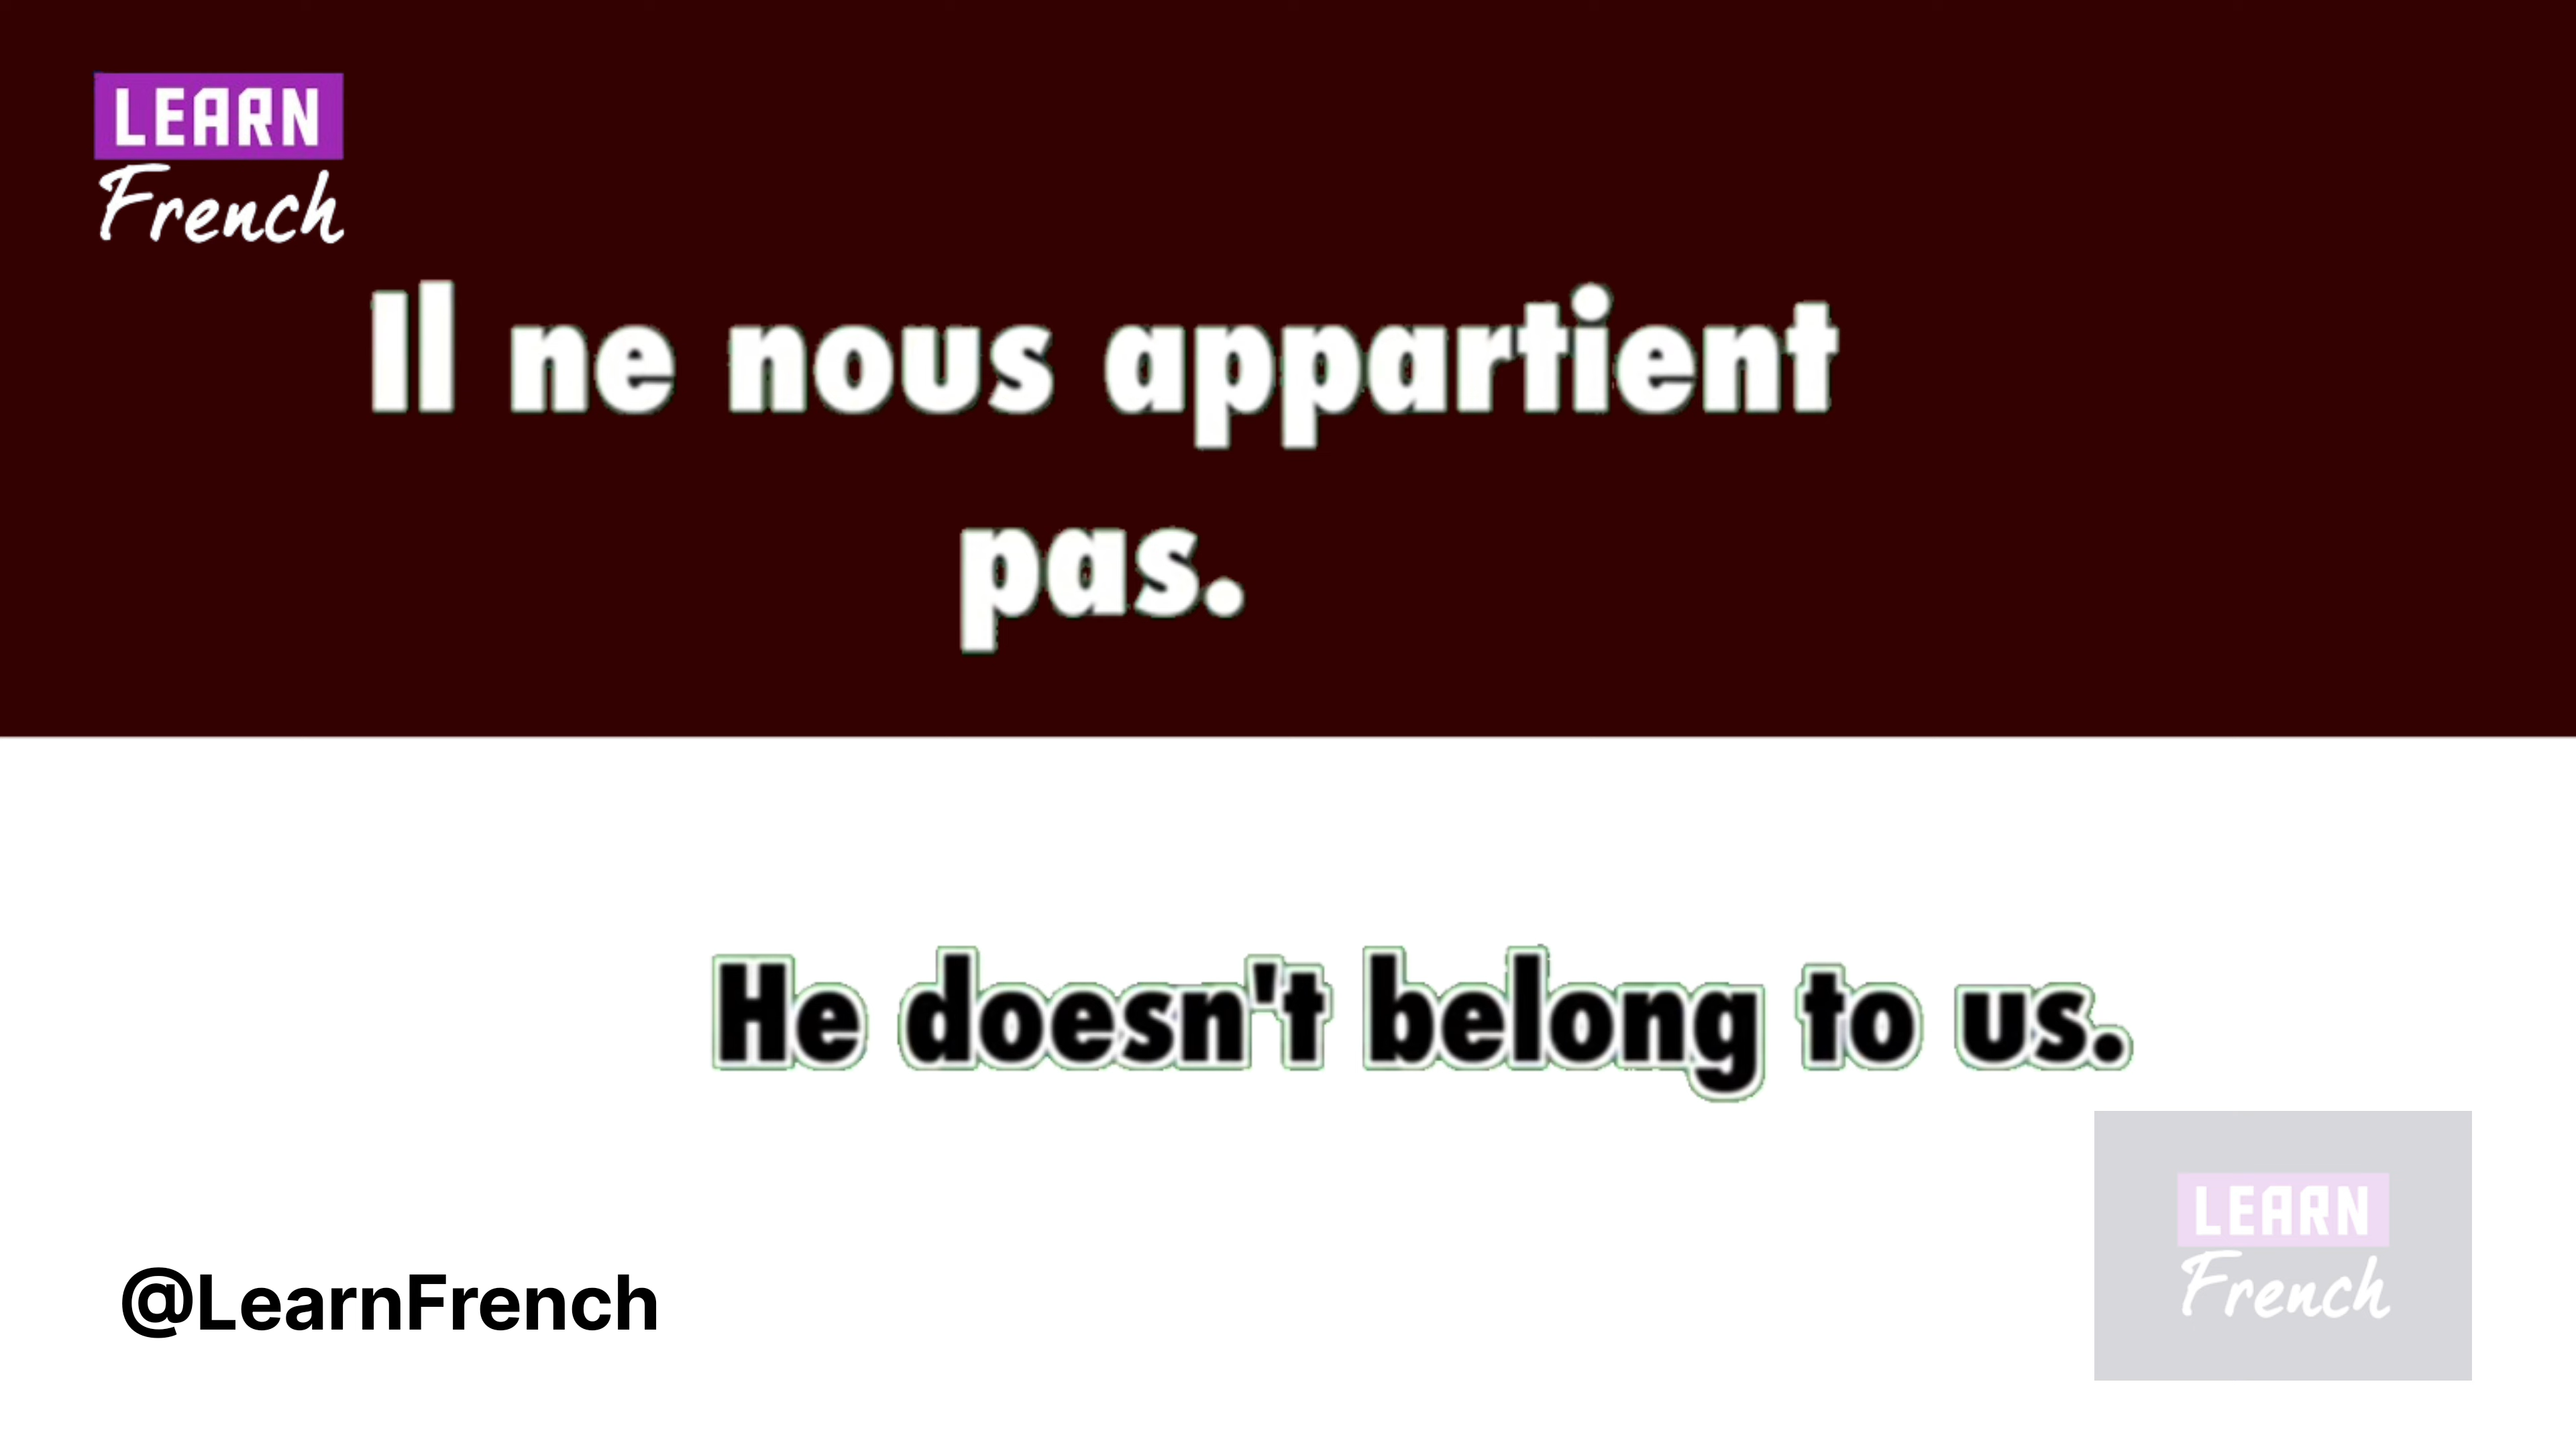 LEARN
French
Il ne nous appartient
pas.
He doesn't belong to us.
LEARN
French
@LearnFrench